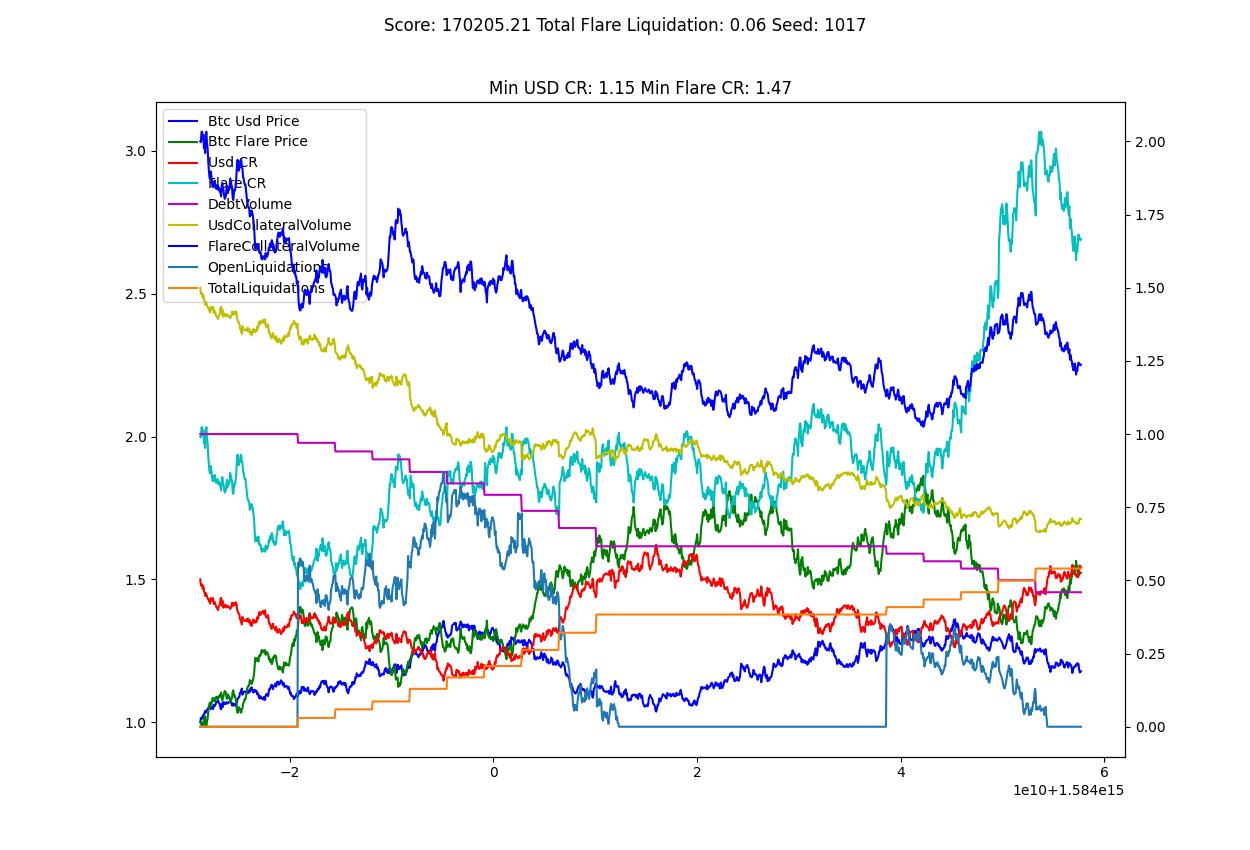 Score: 170205.21 Total Flare Liquidation: 0.06 Seed: 1017
Min USD CR: 1.15 Min Flare CR: 1.47
Btc Usd Price
Btc Flare Price
Usd CR
Flare CR
DebtVolume
UsdCollateralVolume
FlareCollateralVolume
OpenLiquidations
TotalLiquidations
3.0
2.5
2.0
1.5
1.0
2.00
1.75
1.50
1.25
1.00
0.75
0.50
0.25
0.00
−2
0
2
4
6
1e10+1.584e15